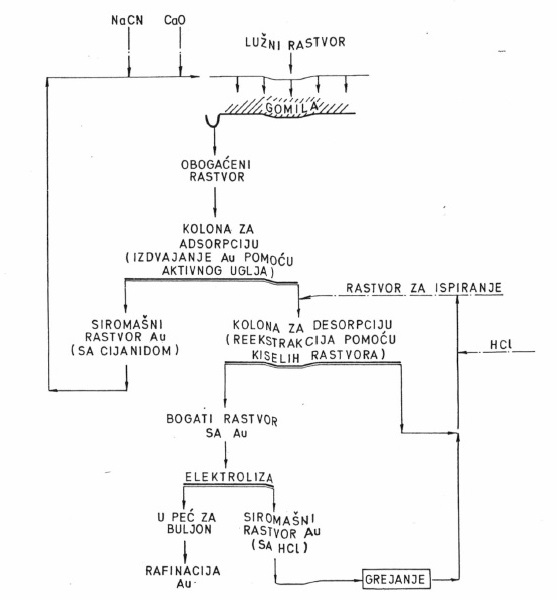 NaCN CaO
LUŽNI RASTVOR
GOMILA
OBOGAĆENI
RASTVOR
KOLONA ZA
ADSORPCIJU
(IZDVAJANJE Au POMOĆU
AKTIVNOG UGLJA)
RASTVOR ZA ISPIRANJE
SIROMAŠNI
RASTVOR Au
(SA CIJANIDOM)
KOLONA ZA DESORPCIJU
(REEKSTRAKCIJA POMOĆU
KISELIH RASTVORA)
HCl
BOGATI RASTVOR
SA Au
ELEKTROLIZA
U PEĆ ZA
BULJON
SIROMAŠNI
RASTVOR Au
(SA HCl)
RAFINACIJA
Au
GREJANJE